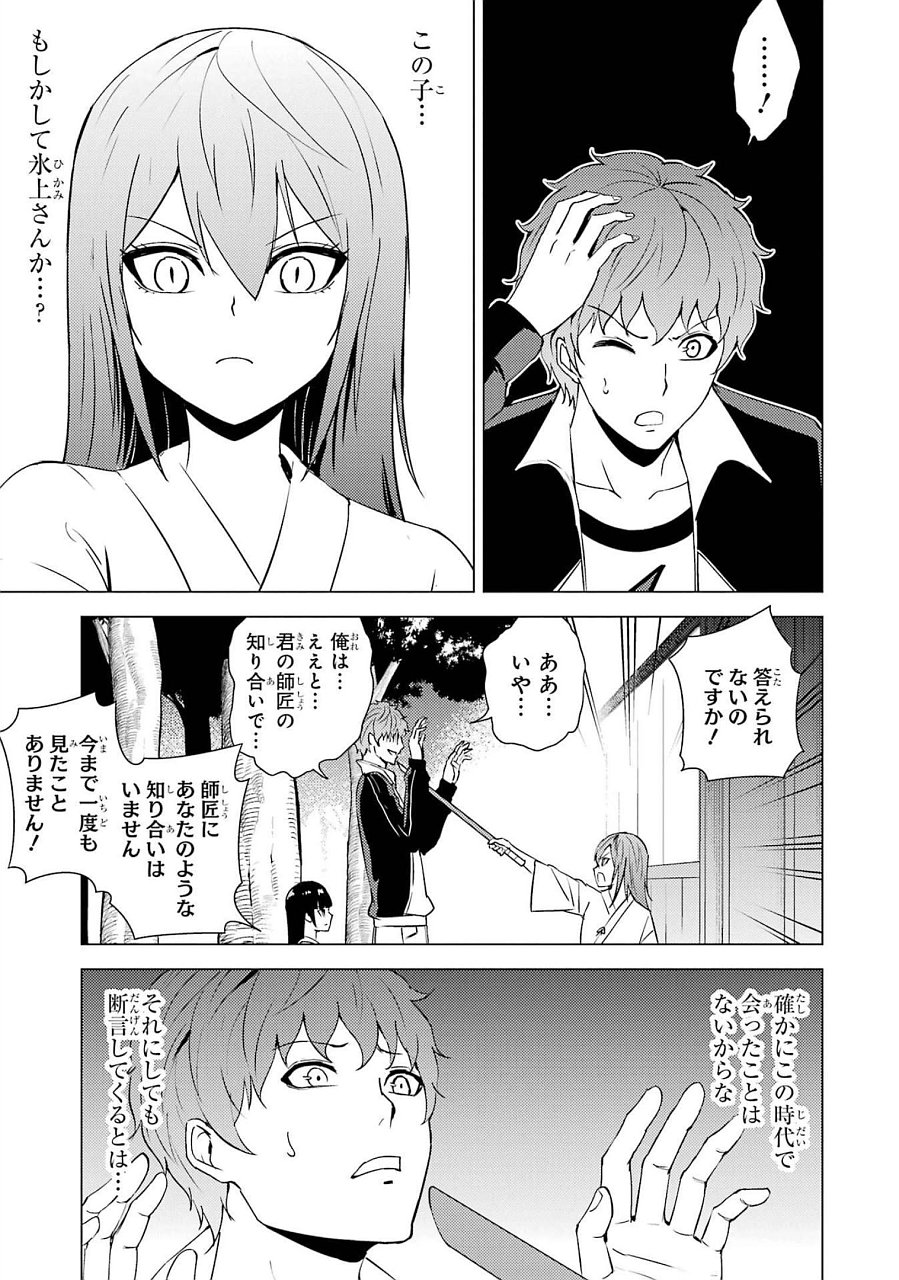 ………！
この子…
もしかして氷上さんか…？
答えられ
ないの
ですか！
ああ…
いや…
俺は…
ええと…
君の師匠の
知り合いで…
師匠に
あなたのような
知り合いは
いません
今まで一度も
見たこと
ありません！
確かにこの時代で
会ったことは
ないからな
それにしても
断言してくるとは…